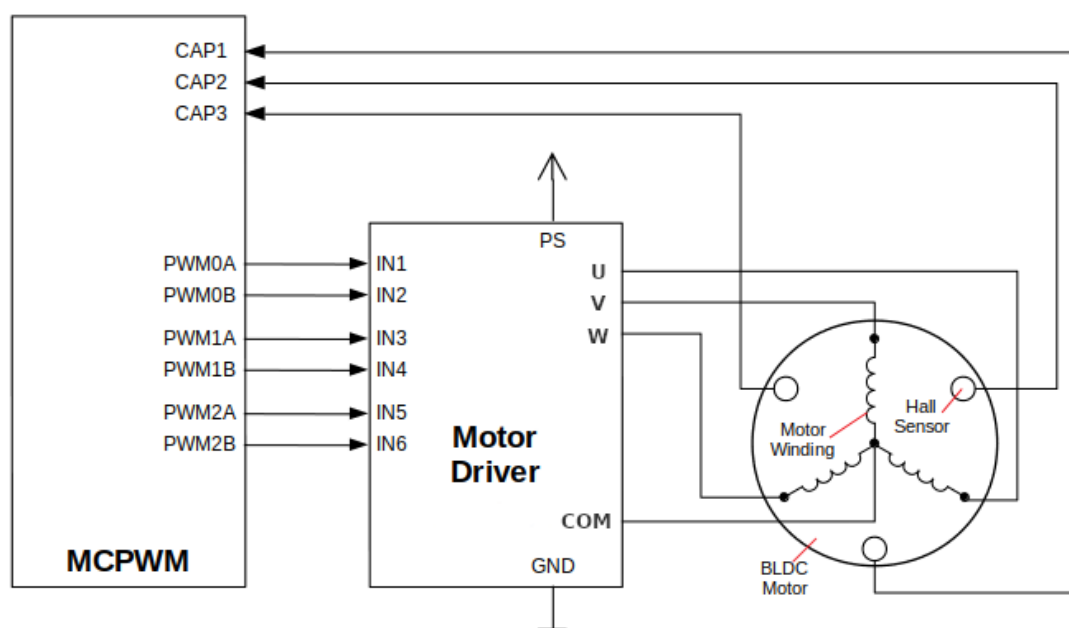 CAP1
CAP2
CAP3
PS
PWM0A
IN1
U
PWM0B
IN2
V
PWM1A
IN3
W
PWM1B
IN4
PWM2A
IN5
PWM2B
IN6
Motor
Driver
Hall
Sensor
Motor
Winding
COM
MCPWM
GND
BLDC
Motor